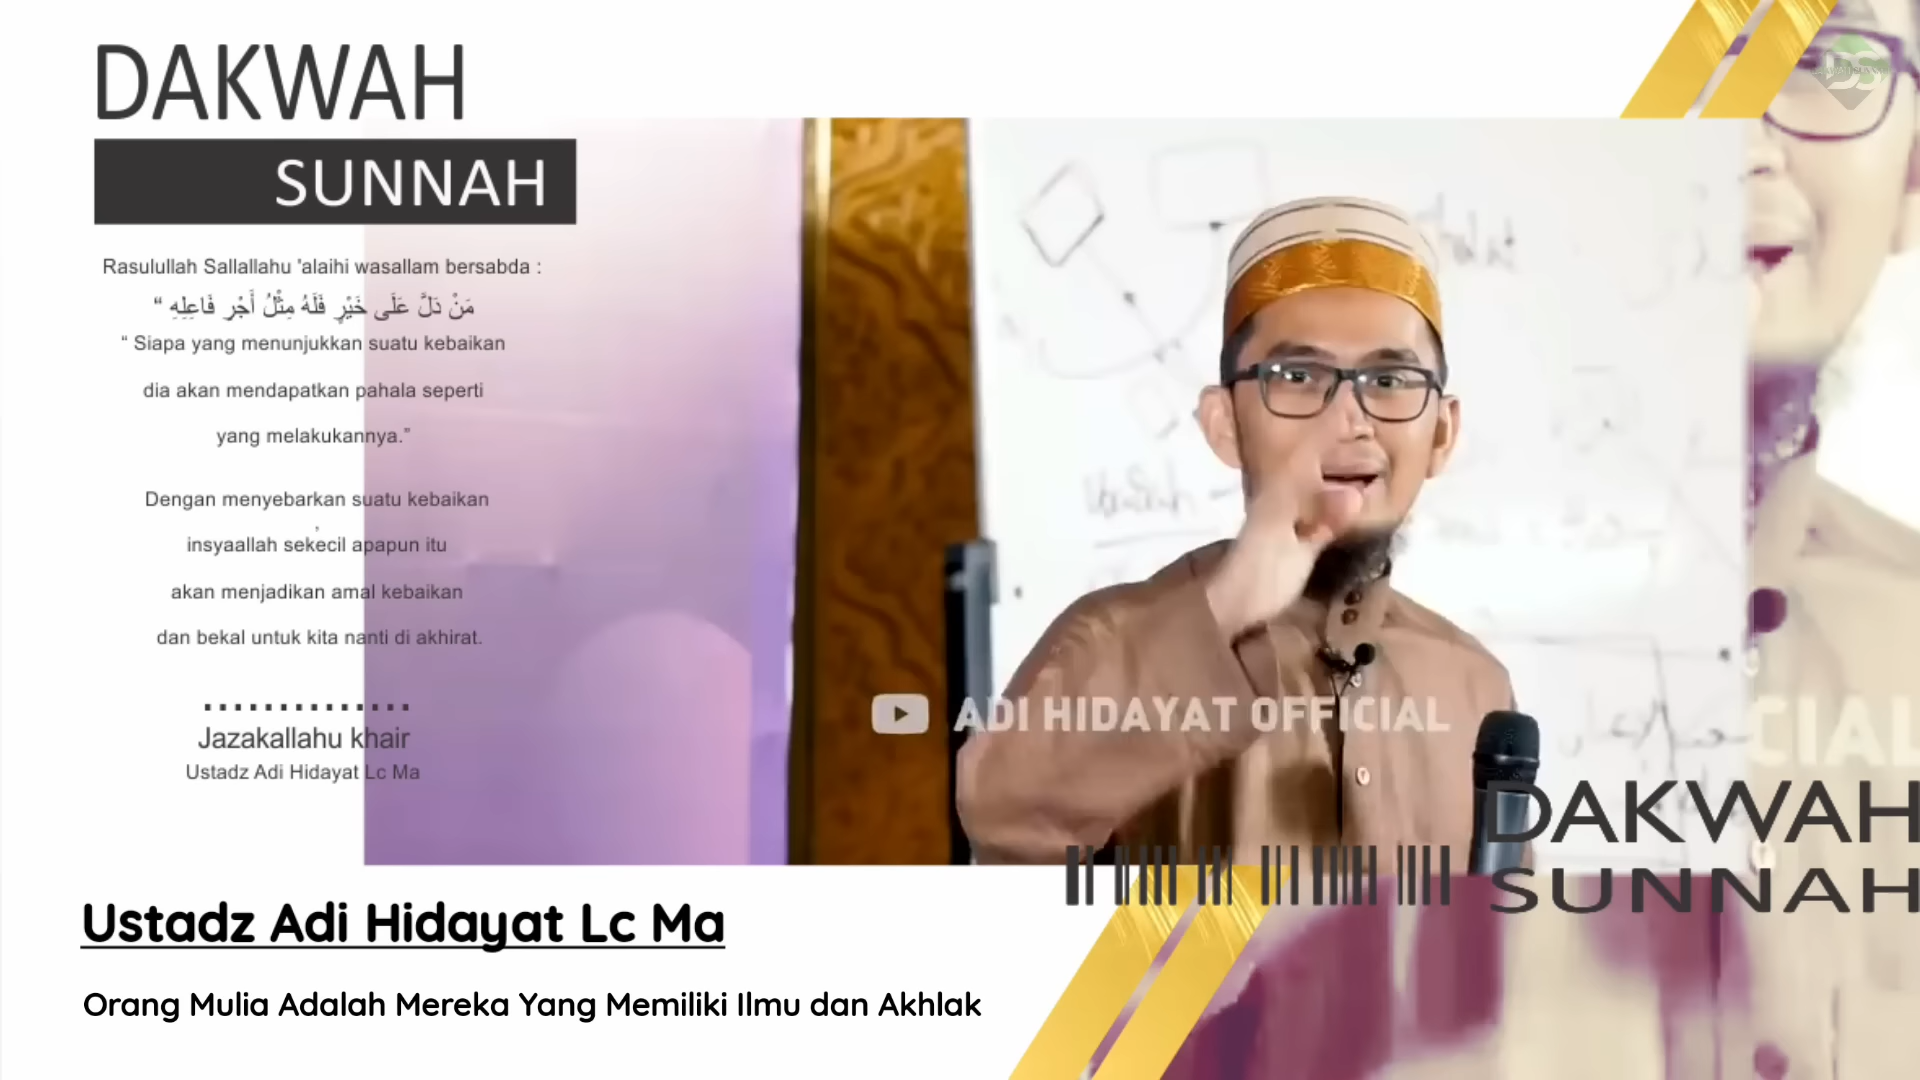 DAKWAH
SUNNAH
Rasulullah Sallallahu 'alaihi wasallam bersabda :
مَنْ دَلَّ عَلَى خَيْرٍ فَلَهُ مِثْلُ أَجْرِ فَاعِلِهِ “
“ Siapa yang menunjukkan suatu kebaikan
dia akan mendapatkan pahala seperti
yang melakukannya.”
Dengan menyebarkan suatu kebaikan
insyaallah sekecil apapun itu
akan menjadikan amal kebaikan
dan bekal untuk kita nanti di akhirat.
Jazakallahu khair
Ustadz Adi Hidayat Lc Ma
ADI HIDAYAT OFFICIAL
CIAL
DAKWAH
SUNNAH
Ustadz Adi Hidayat Lc Ma
Orang Mulia Adalah Mereka Yang Memiliki Ilmu dan Akhlak
DS